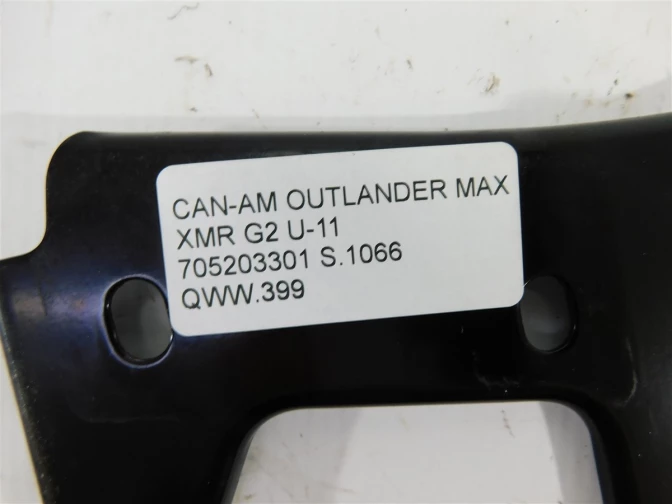 CAN-AM OUTLANDER MAX
XMR G2 U-11
705203301 S.1066
QWW.399